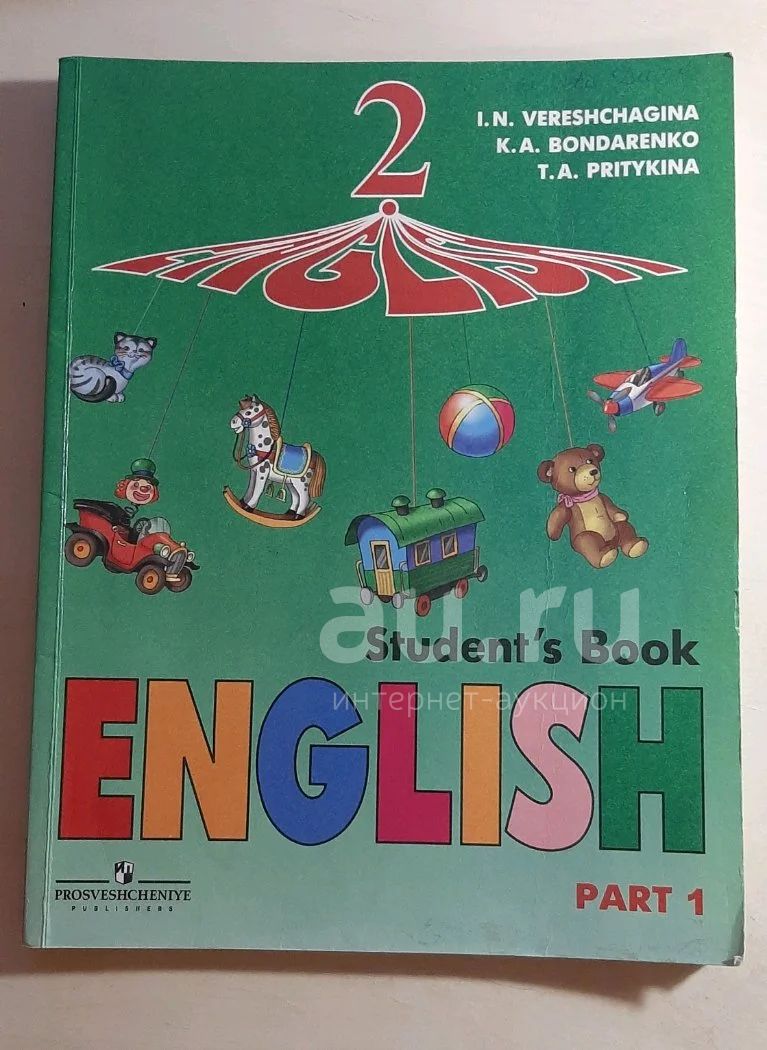 2
I. N. VERESHCHAGINA
K. A. BONDARENKO
T. A. PRITYKINA
ENGLISH
au.ru
Student's Book
интернет-аукцион
ENGLISH
PROSVESHCHENIYE
PUBLISHERS
PART 1